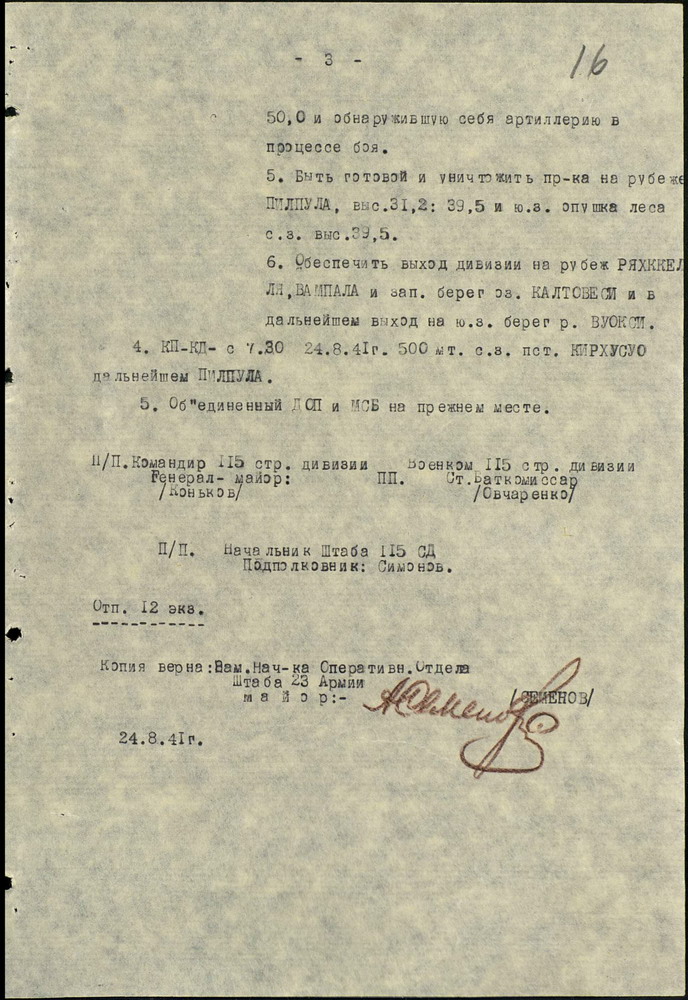 - 3 -
16
50,0 и обнаружившую себя артиллерию в
процессе боя.
5. Быть готовой и уничтожить пр-ка на рубеже
ПИЛПУЛА, выс.31,2: 39,5 и ю.з. опушка леса
с.з. выс.39,5.
6. Обеспечить выход дивизии на рубеж РЯХККЕЛ
ЛЯ,ВАМПАЛА и зап. берег оз. КАЛТОВЕСИ и в
дальнейшем выход на ю.з. берег р. ВУОКСИ.
4. КП-КД- с 7.30 24.8.41г. 500 мт. с.з. пст. КИРХУСУО
дальнейшем ПИЛПУЛА.
5. Об"единенный ДОП и МСБ на прежнем месте.
П/П.Командир 115 стр. дивизии Военком 115 стр. дивизии
Генерал- майор: ПП. Ст.Баткомиссар
/Коньков/ /Овчаренко/
П/П. Начальник Штаба 115 СД
Подполковник: Симонов.
Отп. 12 экз.
------------
Копия верна:Зам.Нач-ка Оперативн.Отдела
Штаба 23 Армии
м а й о р:- АСеменов /СЕМЕНОВ/
24.8.41г.